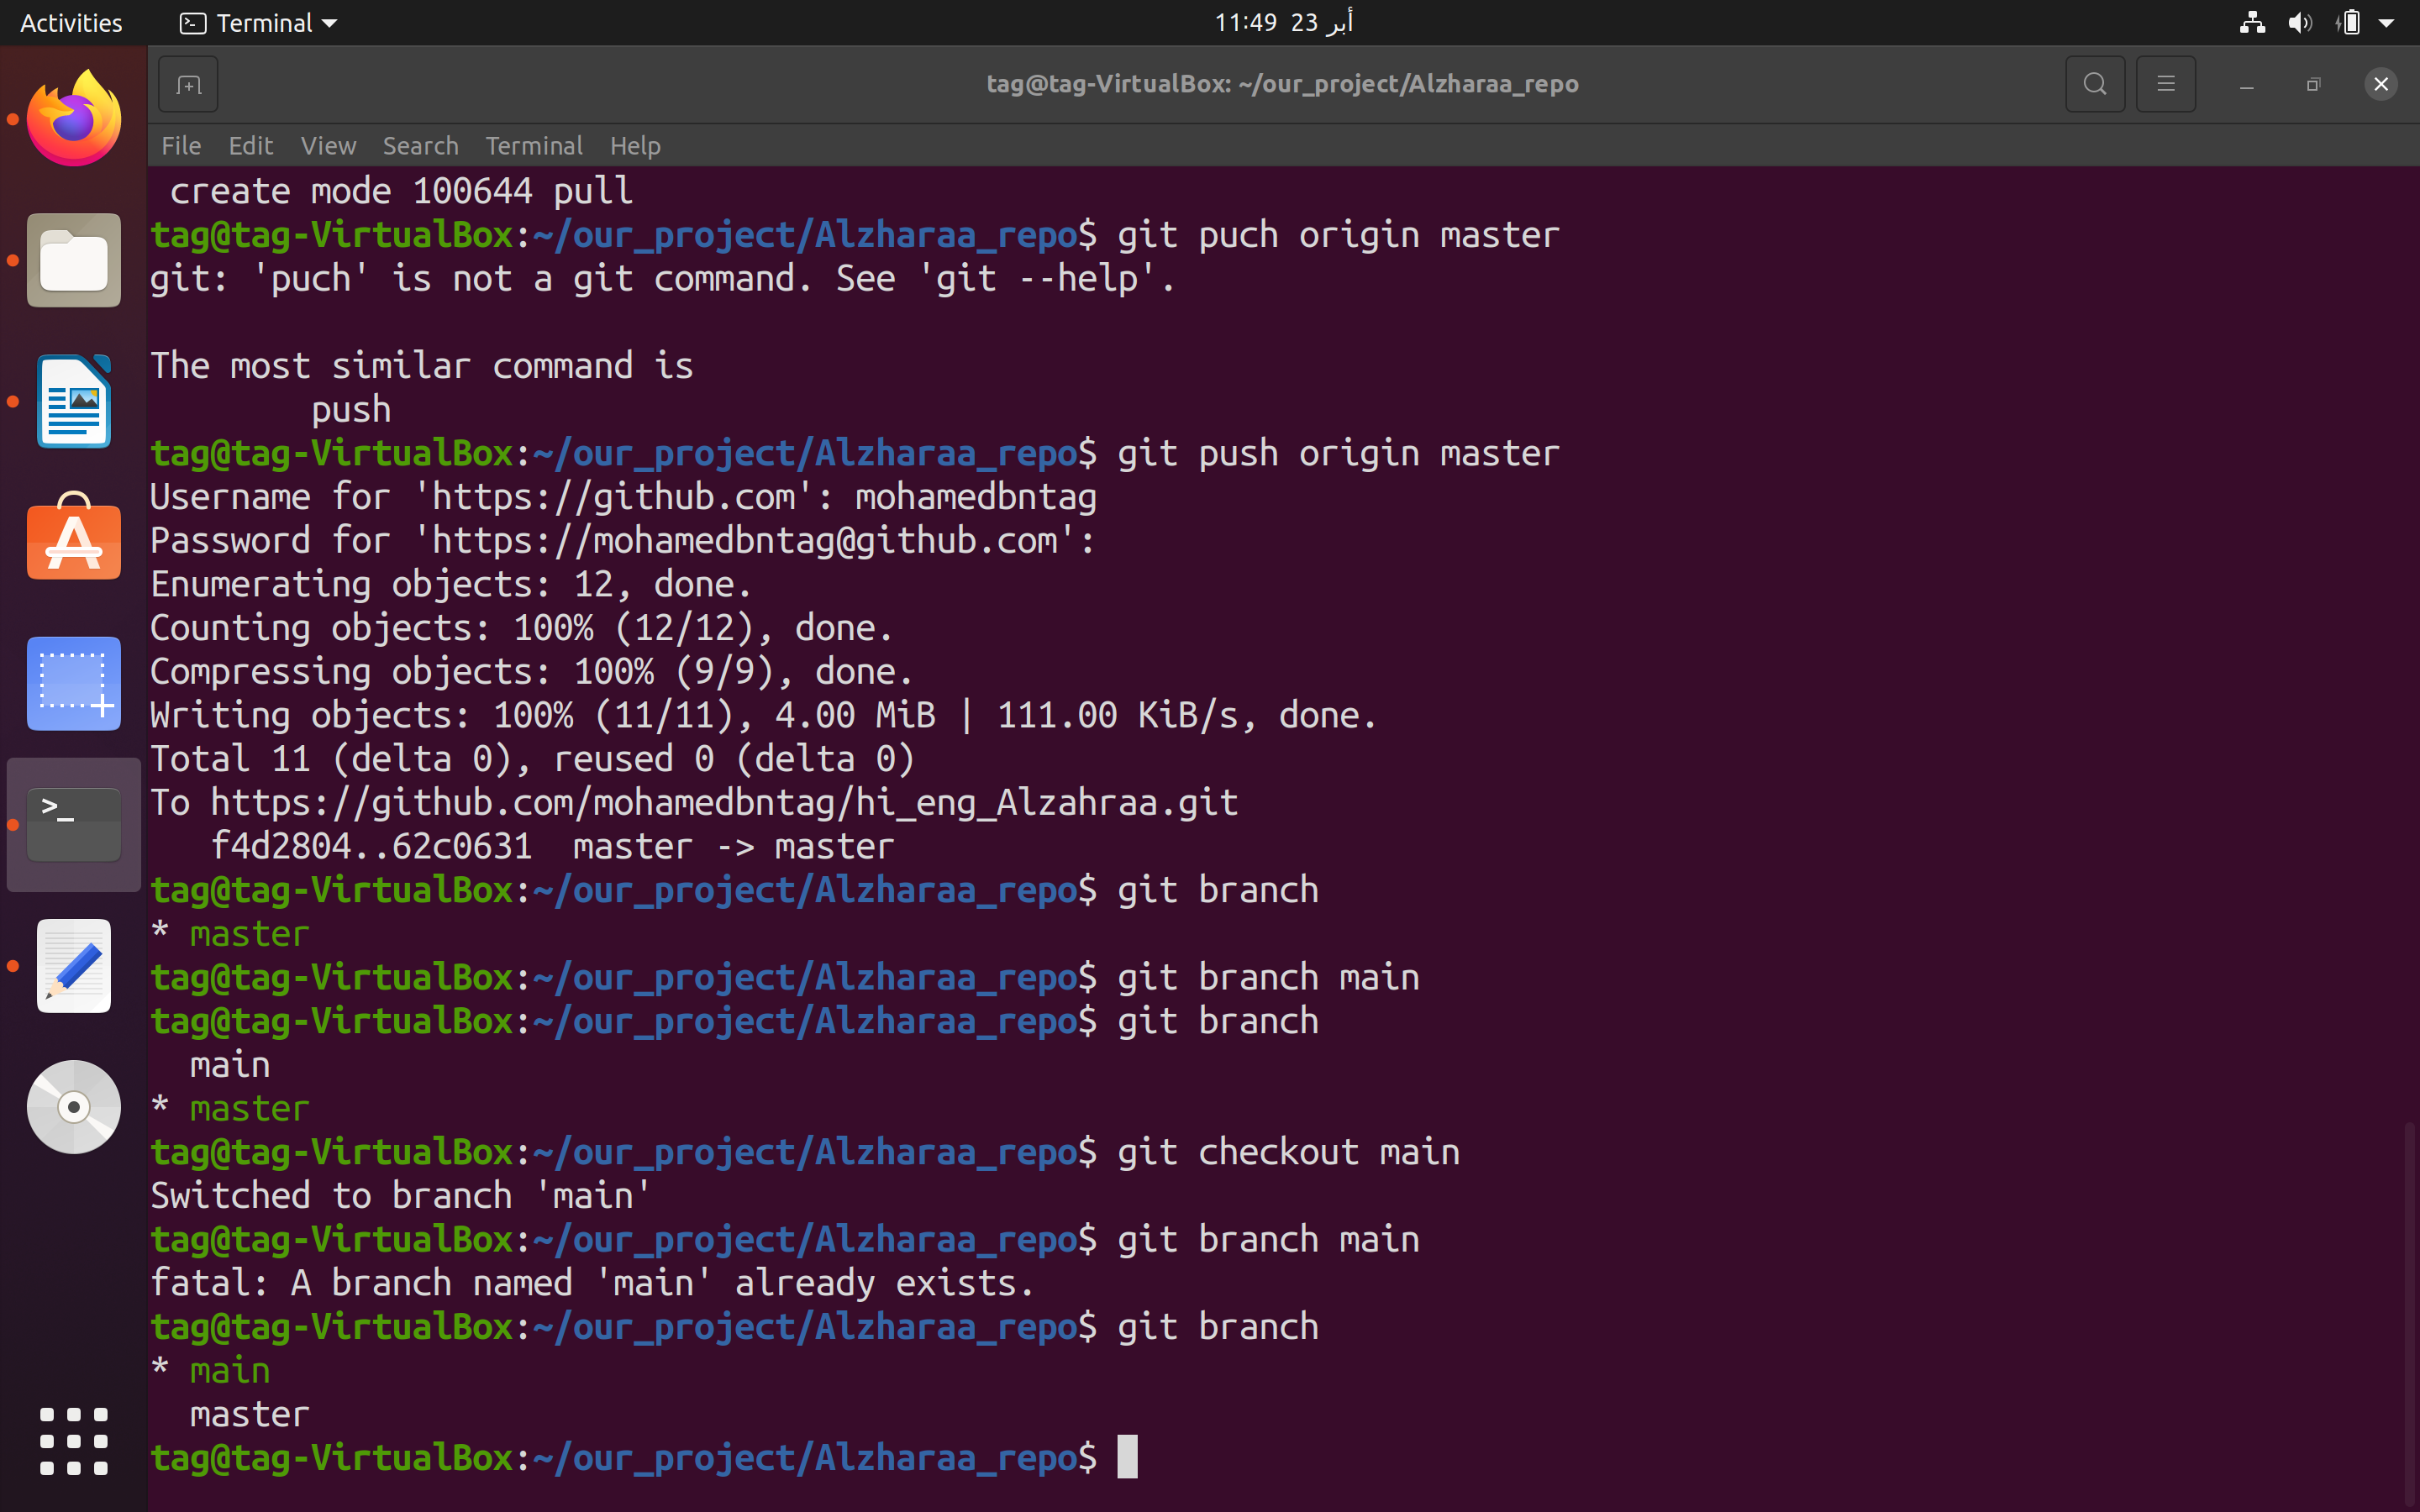 Activities Terminal 11:49 23 أبر
tag@tag-VirtualBox: ~/our_project/Alzharaa_repo
File Edit View Search Terminal Help
 create mode 100644 pull
tag@tag-VirtualBox:~/our_project/Alzharaa_repo$ git puch origin master
git: 'puch' is not a git command. See 'git --help'.

The most similar command is
        push
tag@tag-VirtualBox:~/our_project/Alzharaa_repo$ git push origin master
Username for 'https://github.com': mohamedbntag
Password for 'https://mohamedbntag@github.com':
Enumerating objects: 12, done.
Counting objects: 100% (12/12), done.
Compressing objects: 100% (9/9), done.
Writing objects: 100% (11/11), 4.00 MiB | 111.00 KiB/s, done.
Total 11 (delta 0), reused 0 (delta 0)
To https://github.com/mohamedbntag/hi_eng_Alzahraa.git
   f4d2804..62c0631  master -> master
tag@tag-VirtualBox:~/our_project/Alzharaa_repo$ git branch
* master
tag@tag-VirtualBox:~/our_project/Alzharaa_repo$ git branch main
tag@tag-VirtualBox:~/our_project/Alzharaa_repo$ git branch
  main
* master
tag@tag-VirtualBox:~/our_project/Alzharaa_repo$ git checkout main
Switched to branch 'main'
tag@tag-VirtualBox:~/our_project/Alzharaa_repo$ git branch main
fatal: A branch named 'main' already exists.
tag@tag-VirtualBox:~/our_project/Alzharaa_repo$ git branch
* main
  master
tag@tag-VirtualBox:~/our_project/Alzharaa_repo$